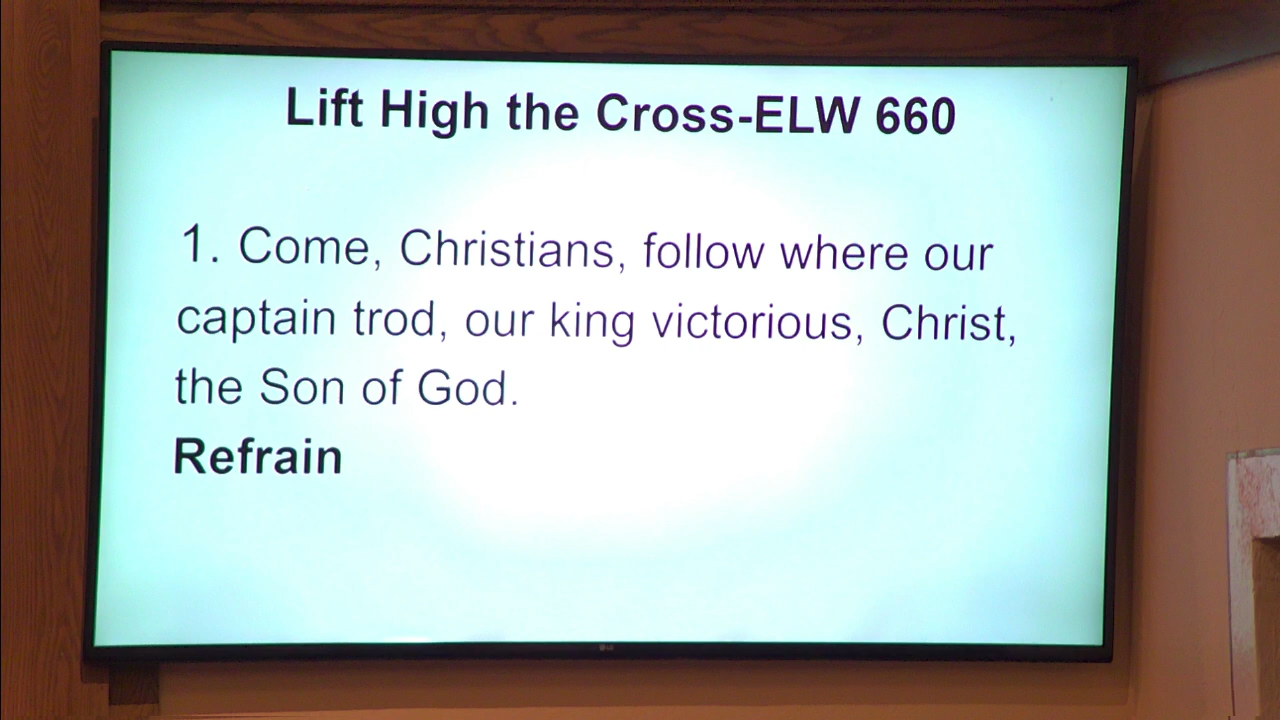 Lift High the Cross-ELW 660
1. Come, Christians, follow where our
captain trod, our king victorious, Christ,
the Son of God.
Refrain
LG